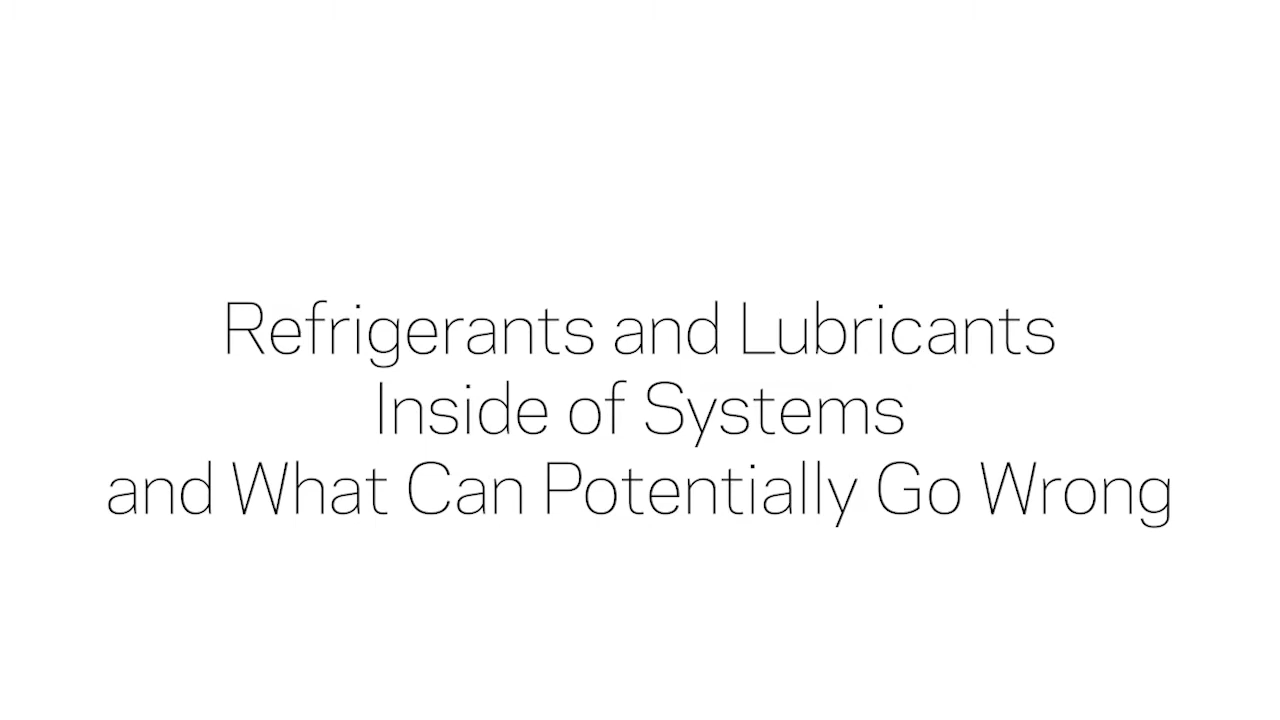 Refrigerants and Lubricants
Inside of Systems
and What Can Potentially Go Wrong